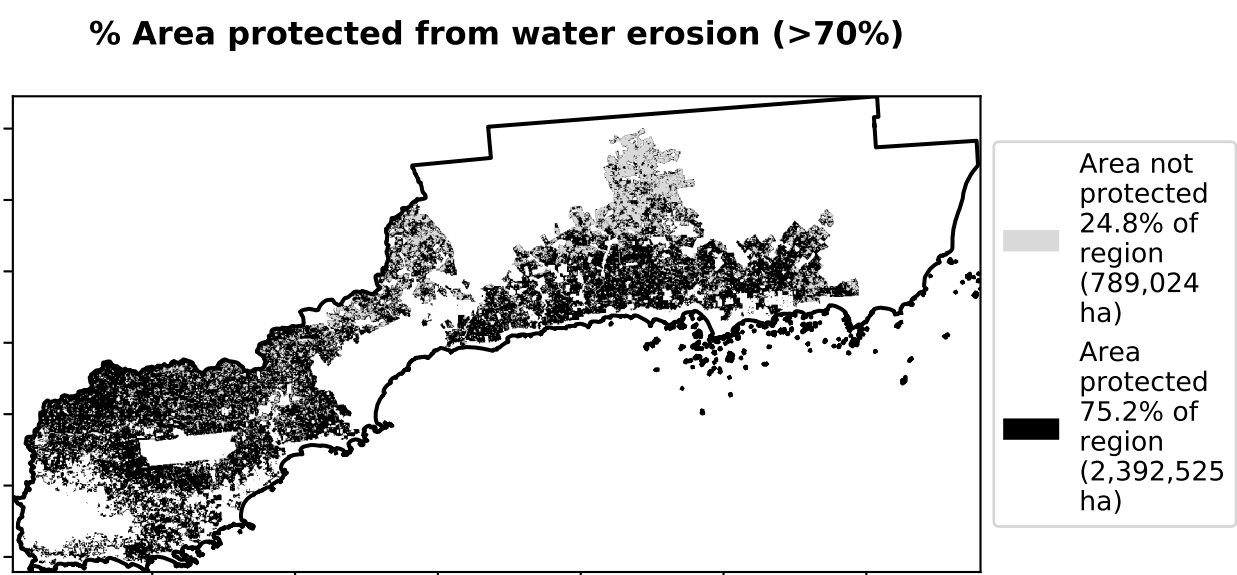 % Area protected from water erosion (>70%)
Area not
protected
24.8% of
region
(789,024
ha)
Area
protected
75.2% of
region
(2,392,525
ha)